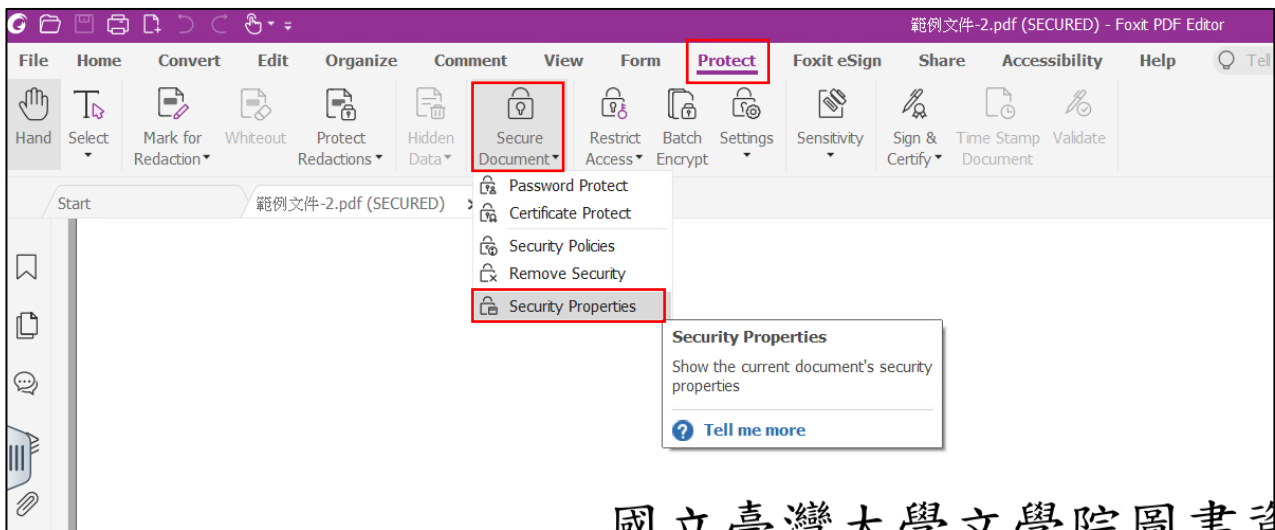 範例文件-2.pdf (SECURED) - Foxit PDF Editor
File Home Convert Edit Organize Comment View Form Protect Foxit eSign Share Accessibility Help Tell
Hand Select Mark for Redaction Whiteout Protect Redactions Hidden Data Secure Document Restrict Access Batch Encrypt Settings Sensitivity Sign & Certify Time Stamp Document Validate
Start 範例文件-2.pdf (SECURED)
Password Protect
Certificate Protect
Security Policies
Remove Security
Security Properties
Security Properties
Show the current document's security
properties
Tell me more
國立臺灣大學文學院圖書資